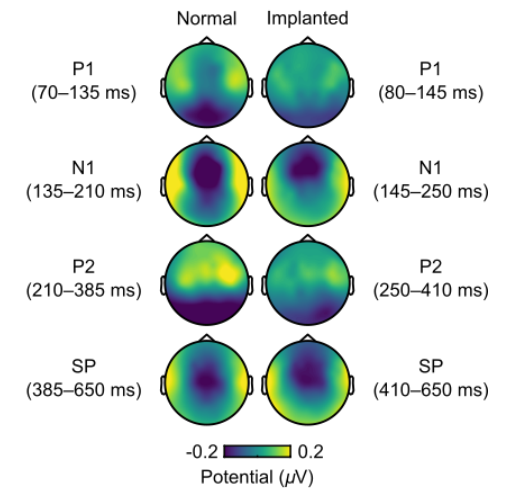 Normal Implanted
P1 P1
(70–135 ms) (80–145 ms)
N1 N1
(135–210 ms) (145–250 ms)
P2 P2
(210–385 ms) (250–410 ms)
SP SP
(385–650 ms) (410–650 ms)
-0.2 0.2
Potential (µV)